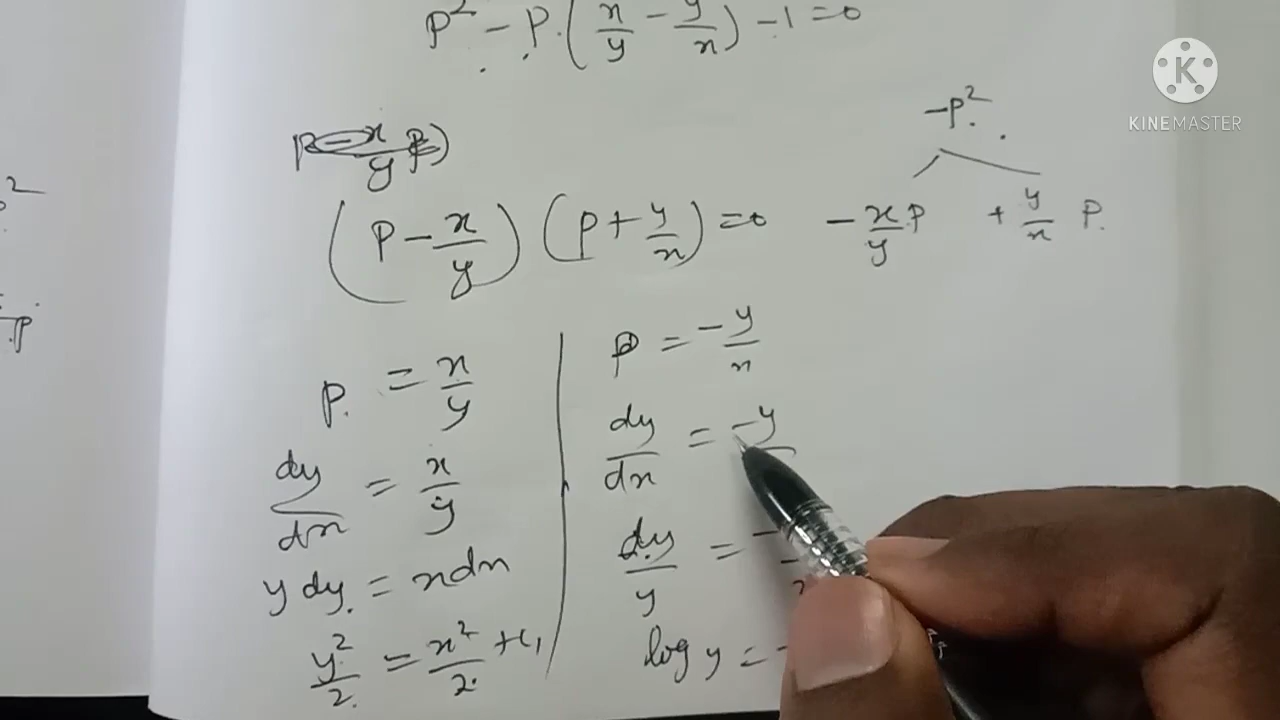 P² - P.(x/y - y/x) - 1 = 0
KINEMASTER
-P²
(P - x/y) (P + y/x) = 0
- x/y P + y/x P.
P. = x/y
P = -y/x
dy/dx = x/y
dy/dx = -y
y dy. = x dx
dy/y = -
y²/2. = x²/2. + c₁
log y = -